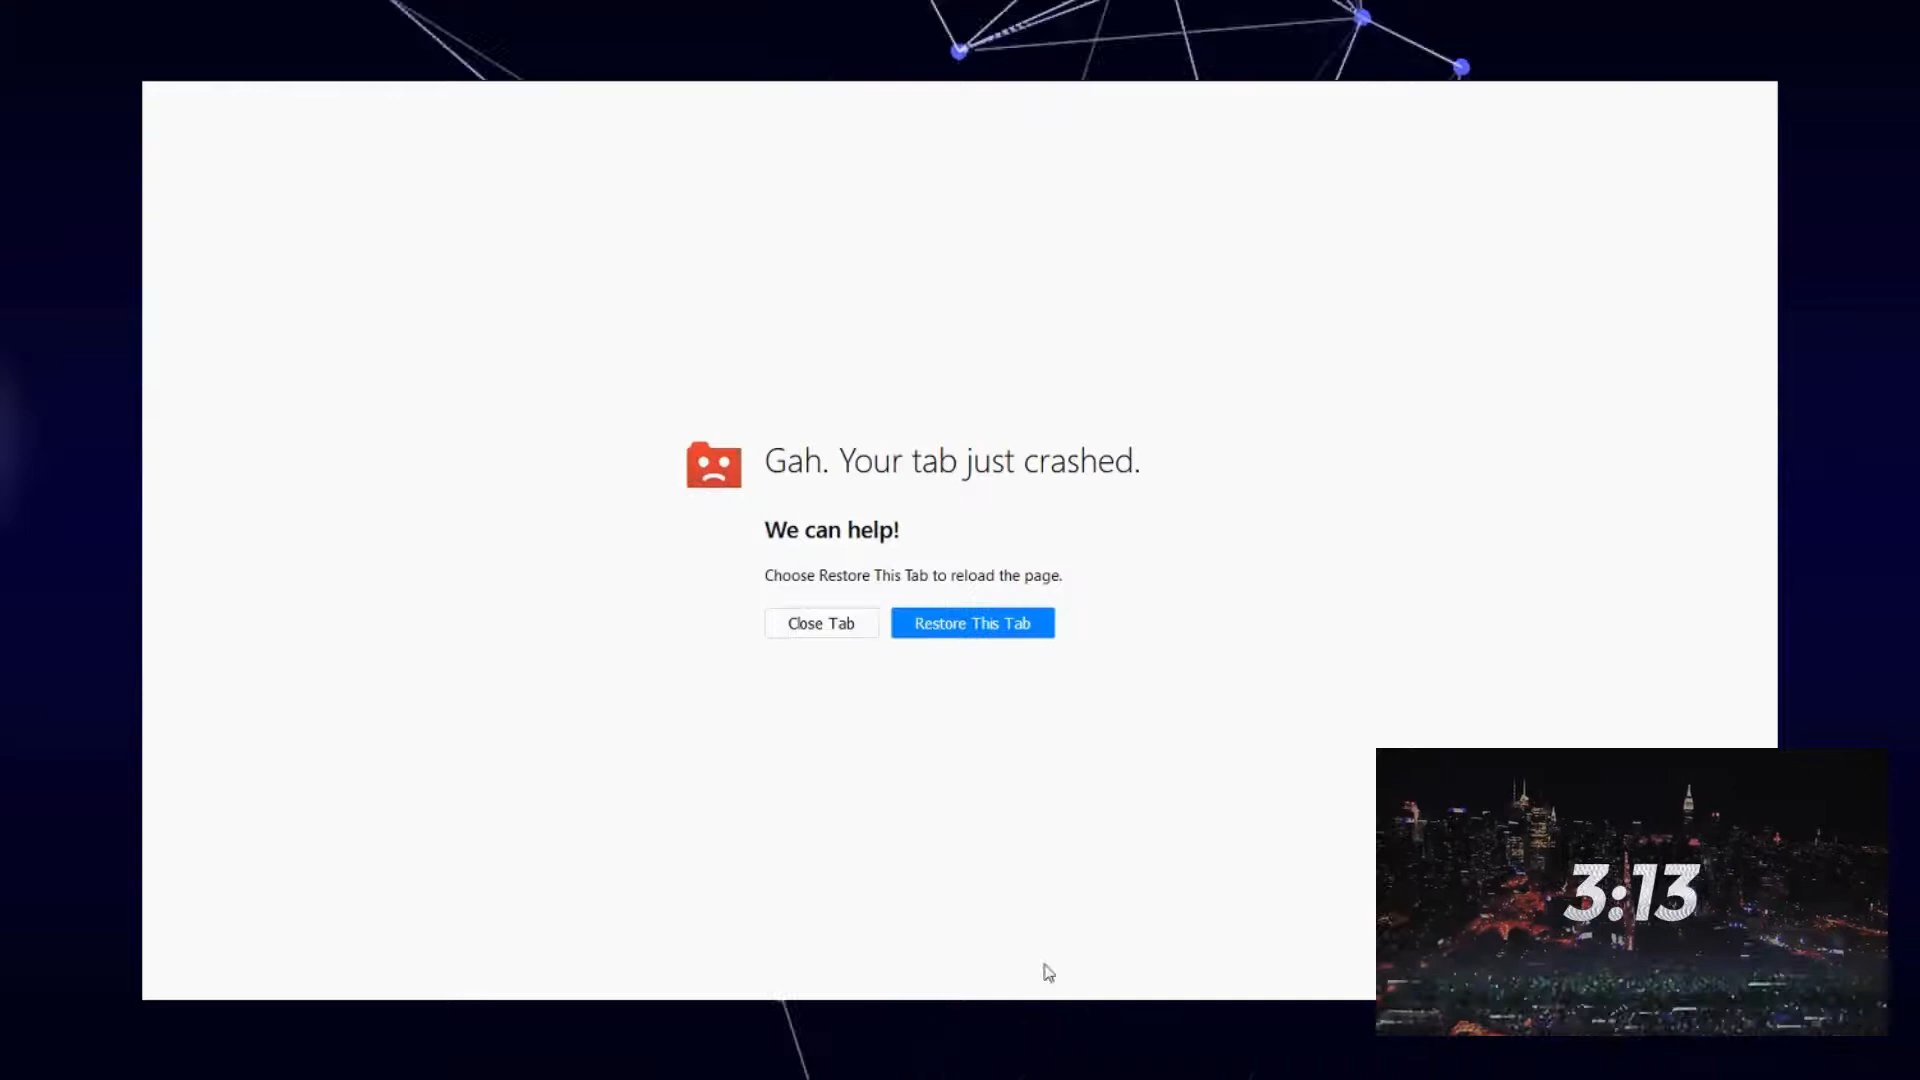 Gah. Your tab just crashed.
We can help!
Choose Restore This Tab to reload the page.
Close Tab
Restore This Tab
3:13